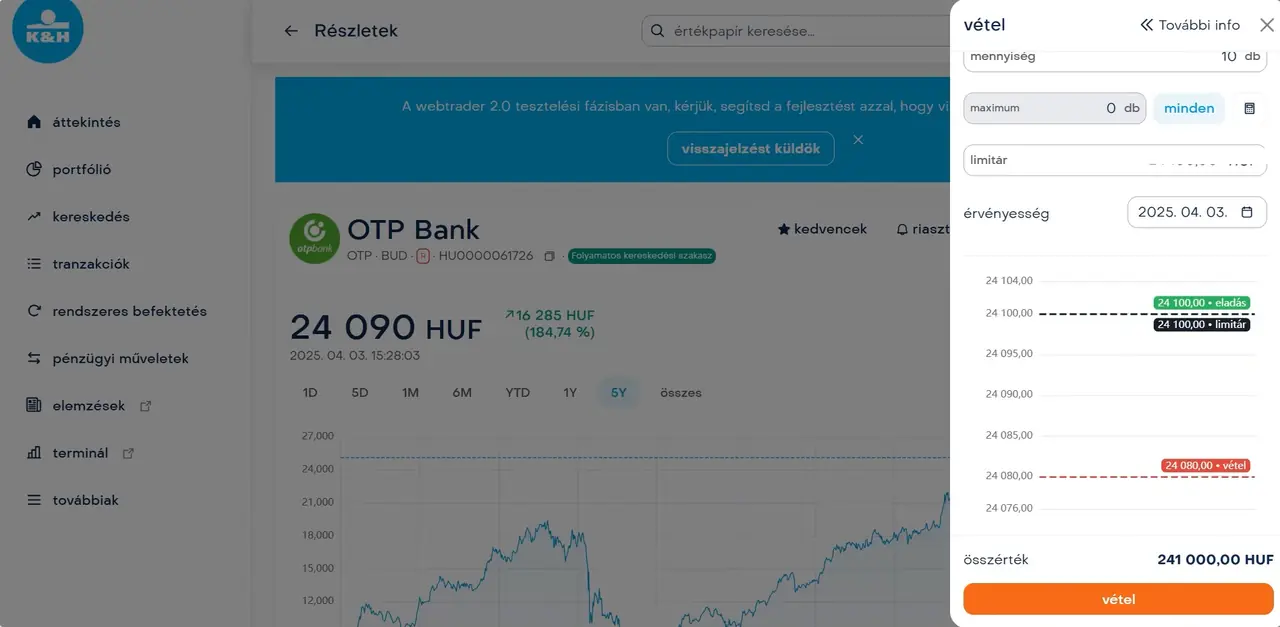 K&H
áttekintés
portfólió
kereskedés
tranzakciók
rendszeres befektetés
pénzügyi műveletek
elemzések
terminál
továbbiak
Részletek
értékpapír keresése...
A webtrader 2.0 tesztelési fázisban van, kérjük, segítsd a fejlesztést azzal, hogy vi
visszajelzést küldök
otpbank
OTP Bank
OTP · BUD · R · HU0000061726 · Folyamatos kereskedési szakasz
kedvencek
riaszt
24 090 HUF
16 285 HUF
(184,74 %)
2025. 04. 03. 15:28:03
1D 5D 1M 6M YTD 1Y 5Y összes
27,000
24,000
21,000
18,000
15,000
12,000
vétel
További info
mennyiség 10 db
maximum 0 db minden
limitár
érvényesség 2025. 04. 03.
24 104,00
24 100,00 • eladás
24 100,00
24 100,00 • limitár
24 095,00
24 090,00
24 085,00
24 080,00 • vétel
24 080,00
24 076,00
összérték 241 000,00 HUF
vétel